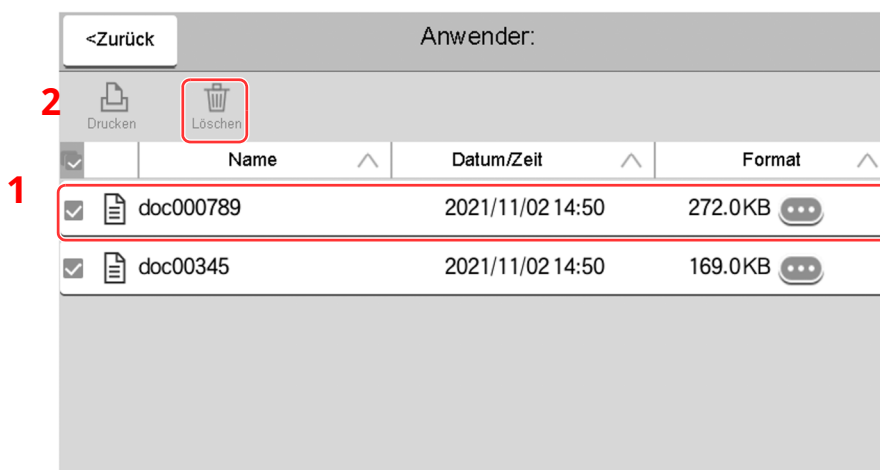 <Zurück
Anwender:
2
Drucken
Löschen
Name
Datum/Zeit
Format
1
doc000789 2021/11/02 14:50 272.0KB
doc00345 2021/11/02 14:50 169.0KB